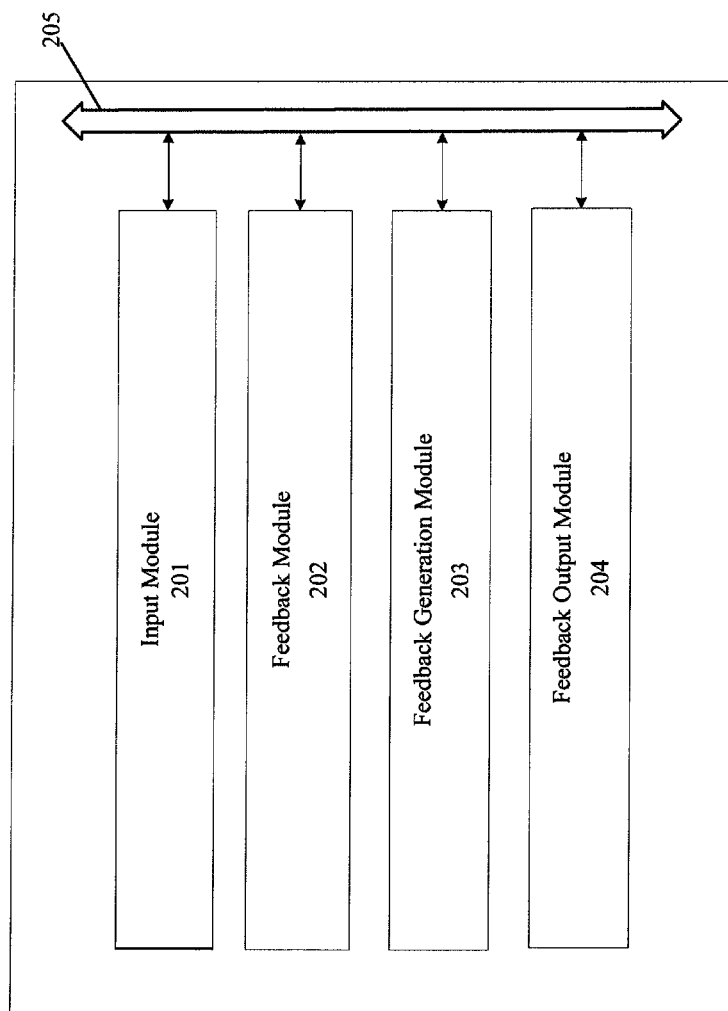 205
Input Module
201
Feedback Module
202
Feedback Generation Module
203
Feedback Output Module
204